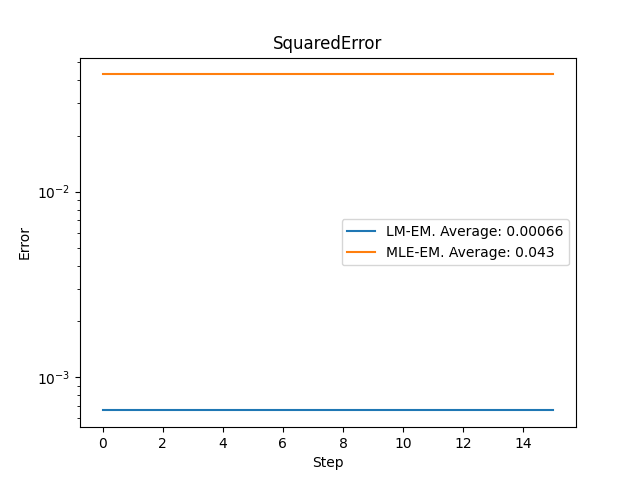 SquaredError
Error
10⁻²
10⁻³
LM-EM. Average: 0.00066
MLE-EM. Average: 0.043
0 2 4 6 8 10 12 14
Step